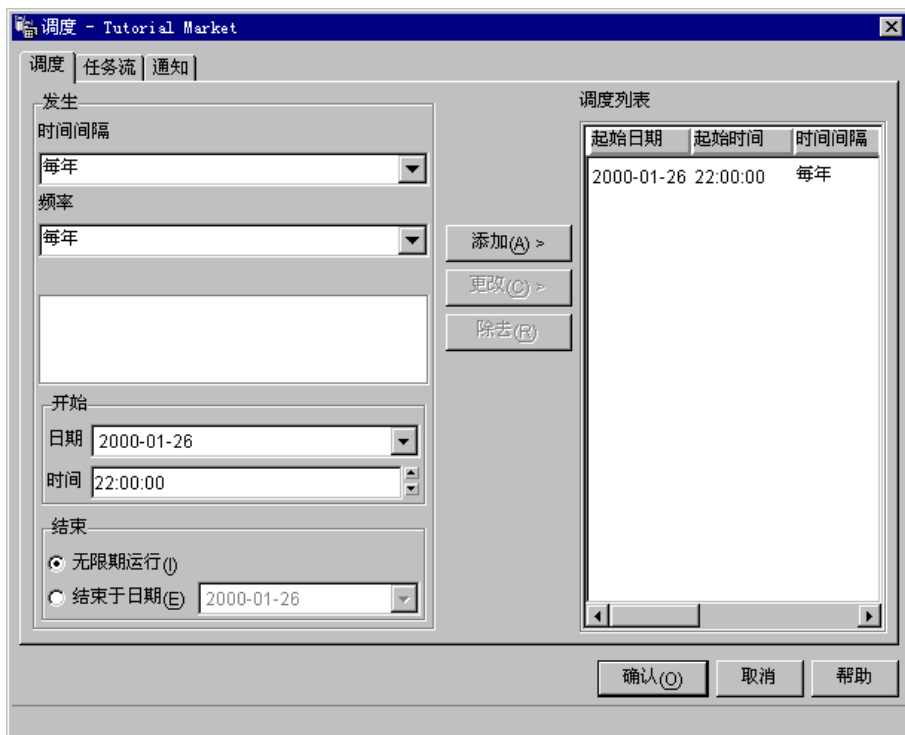 调度 - Tutorial Market
调度 任务流 通知
发生
时间间隔
每年
频率
每年
开始
日期 2000-01-26
时间 22:00:00
结束
无限期运行(I)
结束于日期(E) 2000-01-26
添加(A) >
更改(C) >
除去(R)
调度列表
起始日期 起始时间 时间间隔
2000-01-26 22:00:00 每年
确认(O) 取消 帮助